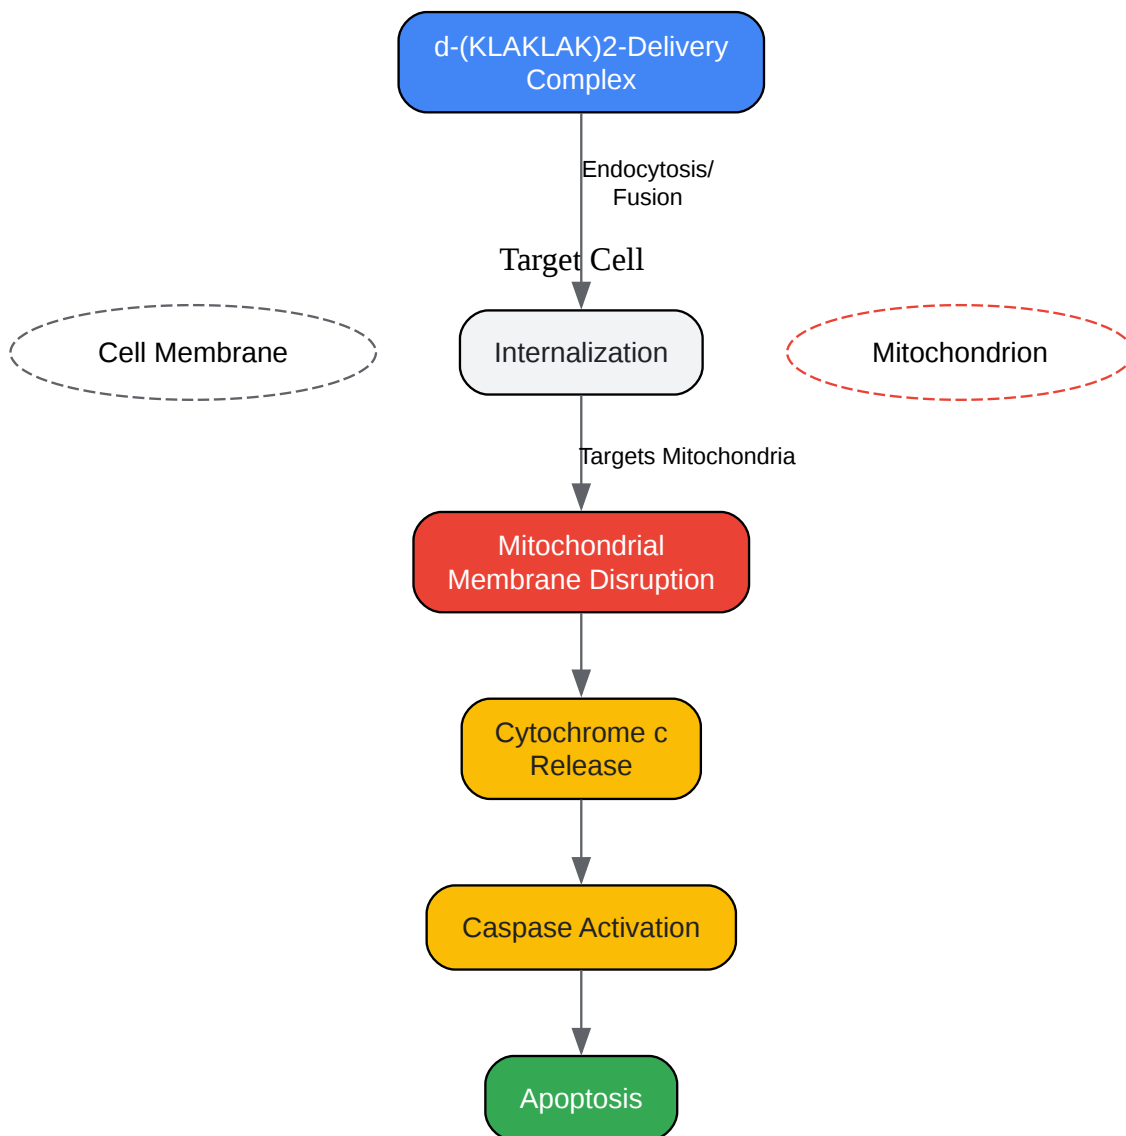 d-(KLAKLAK)2-Delivery
Complex
Endocytosis/
Fusion
Target Cell
Cell Membrane
Internalization
Mitochondrion
Targets Mitochondria
Mitochondrial
Membrane Disruption
Cytochrome c
Release
Caspase Activation
Apoptosis